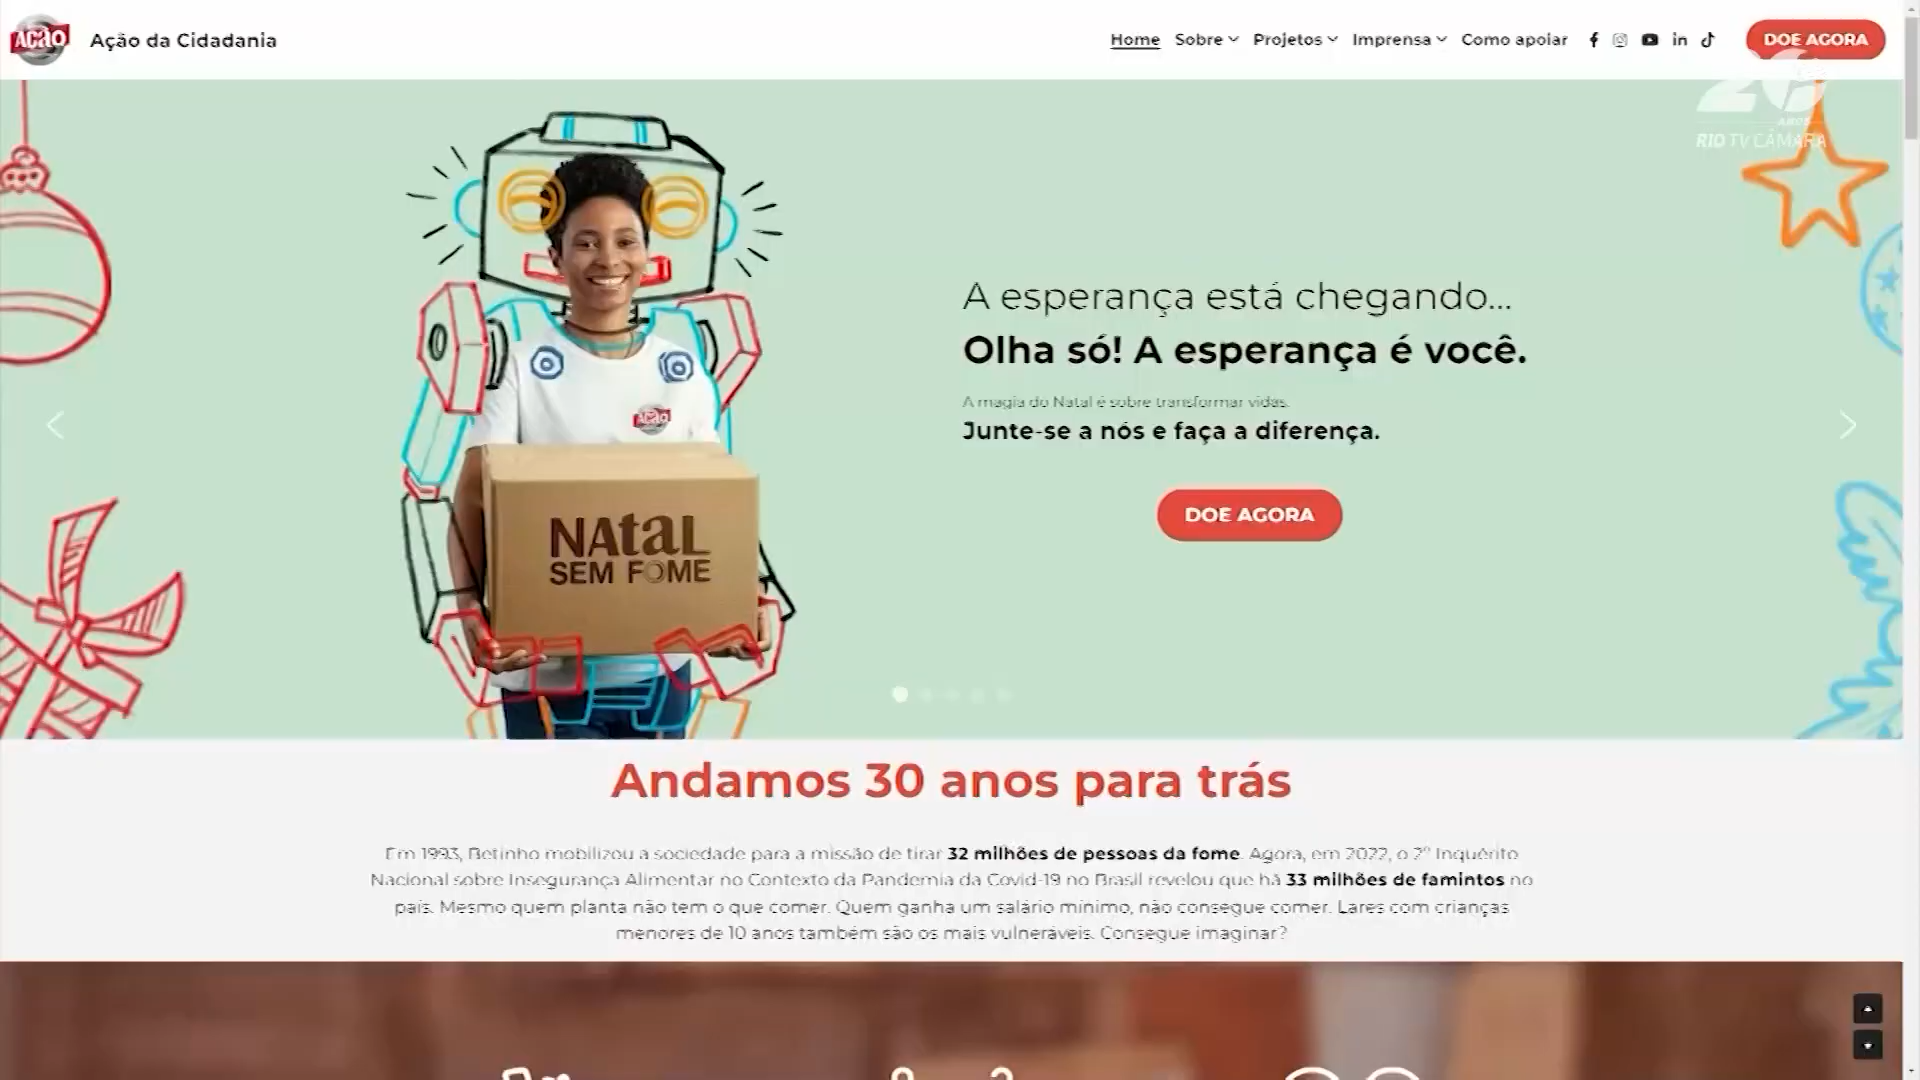 AÇãO
Ação da Cidadania
Home Sobre Projetos Imprensa Como apoiar
DOE AGORA
ANOS
RIO TV CÂMARA
A esperança está chegando...
Olha só! A esperança é você.
A magia do Natal é sobre transformar vidas.
Junte-se a nós e faça a diferença.
DOE AGORA
AÇãO
NAtaL
SEM FOME
Andamos 30 anos para trás
Em 1993, Betinho mobilizou a sociedade para a missão de tirar 32 milhões de pessoas da fome. Agora, em 2022, o 2º Inquérito
Nacional sobre Insegurança Alimentar no Contexto da Pandemia da Covid-19 no Brasil revelou que há 33 milhões de famintos no
país. Mesmo quem planta não tem o que comer. Quem ganha um salário mínimo, não consegue comer. Lares com crianças
menores de 10 anos também são os mais vulneráveis. Consegue imaginar?